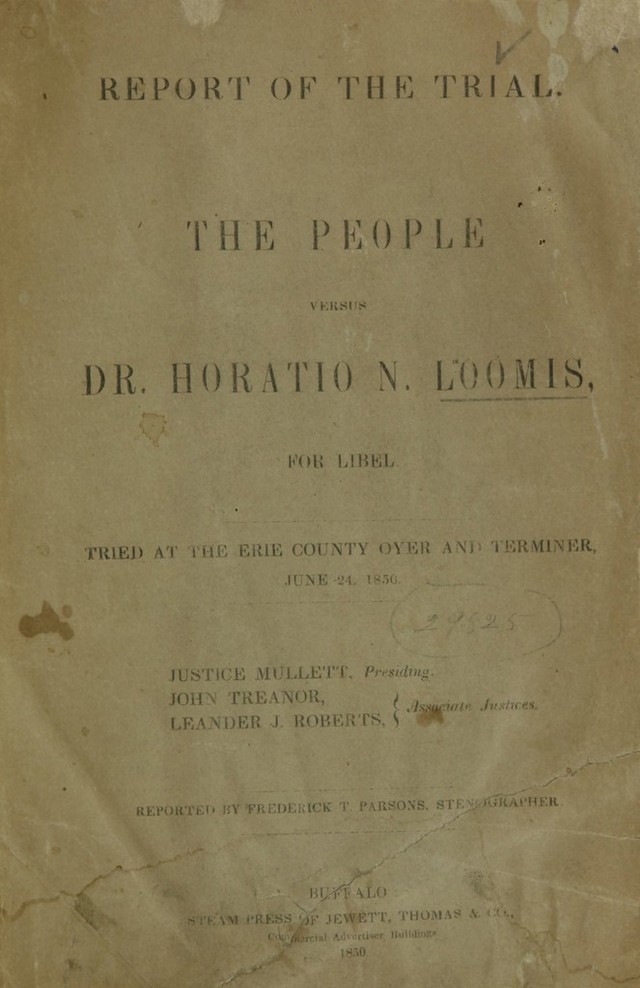 REPORT OF THE TRIAL.
THE PEOPLE
VERSUS
DR. HORATIO N. LOOMIS,
FOR LIBEL
TRIED AT THE ERIE COUNTY OYER AND TERMINER,
JUNE 24, 1850.
29525
JUSTICE MULLETT, Presiding.
JOHN TREANOR,
LEANDER J. ROBERTS, } Associate Justices.
REPORTED BY FREDERICK T. PARSONS, STENOGRAPHER
BUFFALO
STEAM PRESS OF JEWETT, THOMAS & CO.,
Commercial Advertiser Buildings
1850